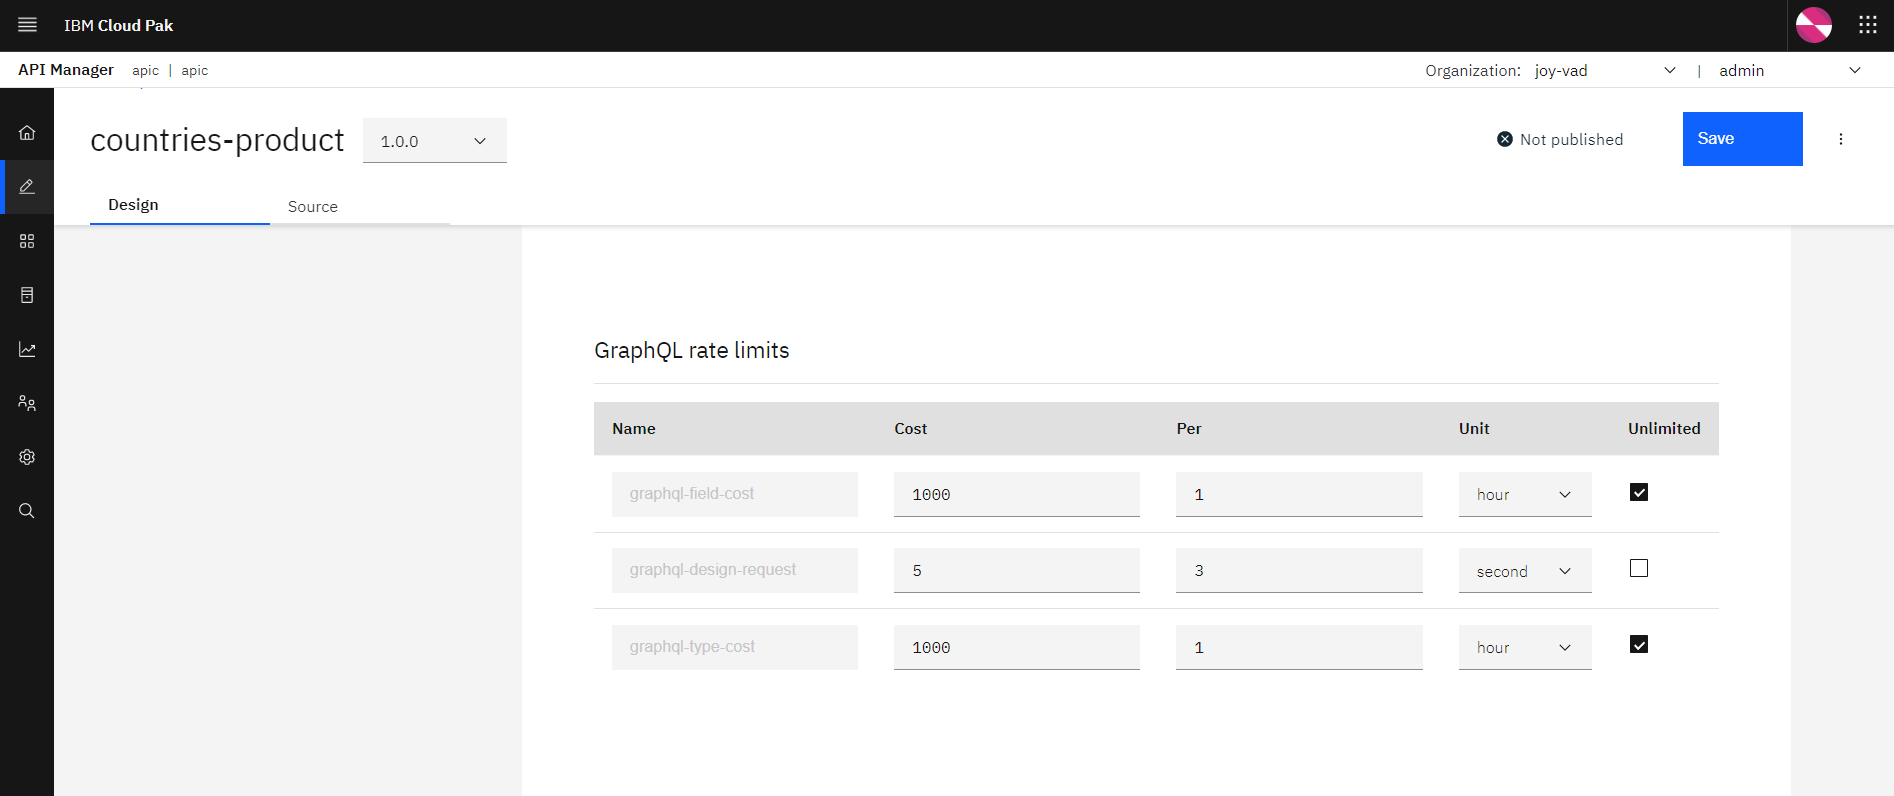 IBM Cloud Pak
API Manager apic | apic Organization: joy-vad | admin
countries-product 1.0.0 Not published Save
Design Source
GraphQL rate limits
Name Cost Per Unit Unlimited
graphql-field-cost 1000 1 hour
graphql-design-request 5 3 second
graphql-type-cost 1000 1 hour